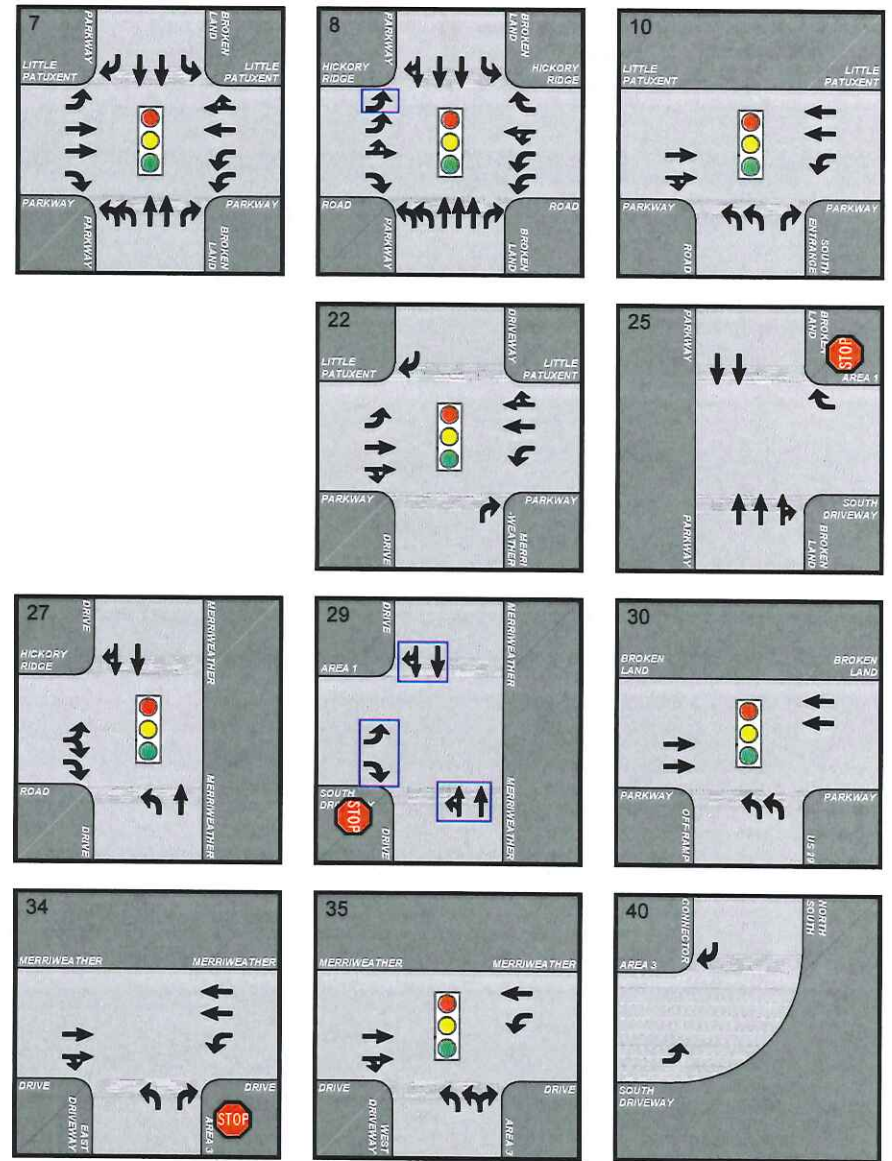 7
PARKWAY
BROKEN
LAND
LITTLE
PATUXENT
LITTLE
PATUXENT
PARKWAY
PARKWAY
PARKWAY
BROKEN
LAND
8
PARKWAY
BROKEN
LAND
HICKORY
RIDGE
HICKORY
RIDGE
ROAD
PARKWAY
BROKEN
LAND
ROAD
10
LITTLE
PATUXENT
LITTLE
PATUXENT
PARKWAY
ROAD
SOUTH
ENTRANCE
PARKWAY
22
DRIVEWAY
LITTLE
PATUXENT
LITTLE
PATUXENT
PARKWAY
DRIVE
MERRI
-WEATHER
PARKWAY
25
PARKWAY
BROKEN
LAND
STOP
AREA 1
PARKWAY
SOUTH
DRIVEWAY
BROKEN
LAND
27
DRIVE
MERRIWEATHER
HICKORY
RIDGE
ROAD
DRIVE
MERRIWEATHER
29
DRIVE
MERRIWEATHER
AREA 1
SOUTH
STOP
DRIVE
MERRIWEATHER
30
BROKEN
LAND
BROKEN
LAND
PARKWAY
OFF-RAMP
US 29
PARKWAY
34
MERRIWEATHER
MERRIWEATHER
DRIVE
EAST
DRIVEWAY
AREA 3
DRIVE
STOP
35
MERRIWEATHER
MERRIWEATHER
DRIVE
WEST
DRIVEWAY
AREA 3
DRIVE
40
CONNECTOR
NORTH
SOUTH
AREA 3
SOUTH
DRIVEWAY